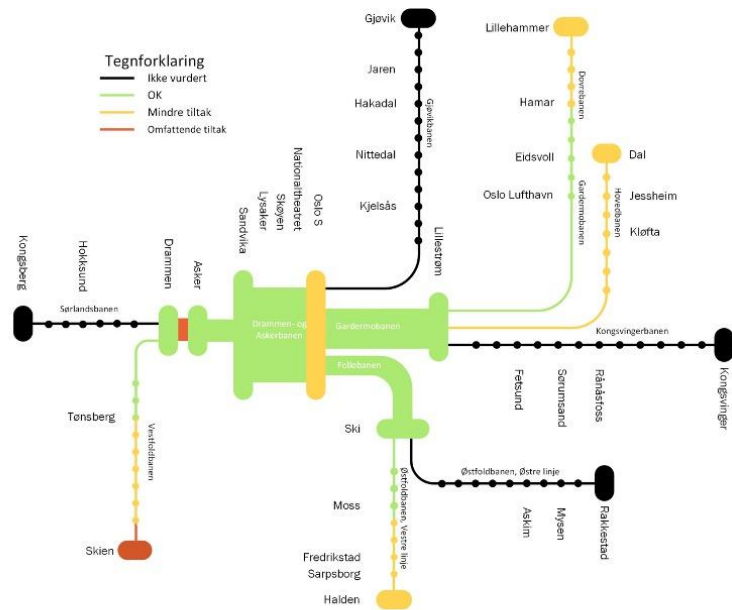 Tegnforklaring
Ikke vurdert
OK
Mindre tiltak
Omfattende tiltak
Gjøvik
Jaren
Hakadal
Nittedal
Kjelsås
Gjøvikbanen
Lillehammer
Hamar
Eidsvoll
Oslo Lufthavn
Dovrebanen
Gardermobanen
Dal
Jessheim
Kløfta
Hovedbanen
Kongsberg
Hokksund
Drammen
Asker
Sandvika
Lysaker
Skøyen
Nationaltheatret
Oslo S
Lillestrøm
Sørlandsbanen
Drammen- og
Askerbanen
Gardermobanen
Follobanen
Kongsvingerbanen
Fetsund
Sørumsand
Rånåsfoss
Kongsvinger
Tønsberg
Vestfoldbanen
Skien
Ski
Østfoldbanen, Østre linje
Askim
Mysen
Rakkestad
Østfoldbanen, Vestre linje
Moss
Fredrikstad
Sarpsborg
Halden